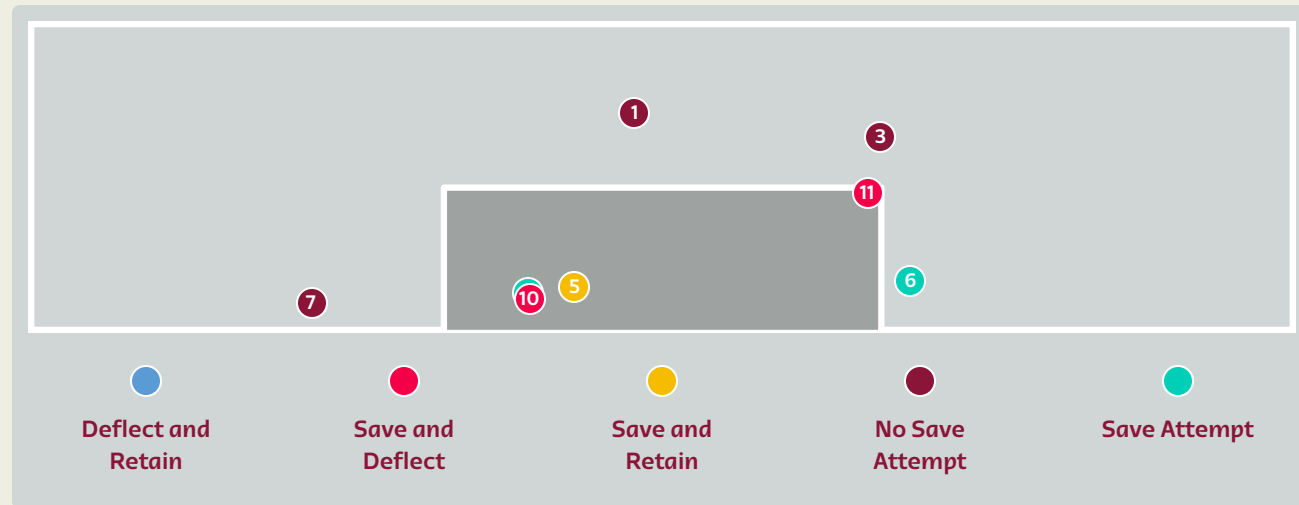 1
3
11
5
6
10
7
Deflect and
Retain
Save and
Deflect
Save and
Retain
No Save
Attempt
Save Attempt